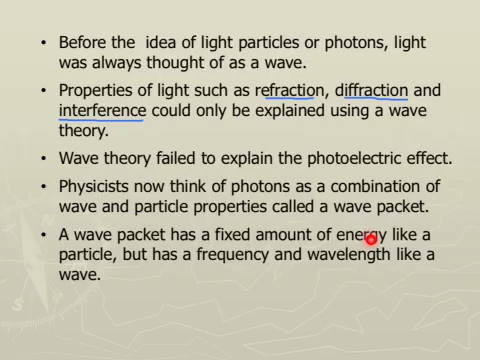 • Before the idea of light particles or photons, light
was always thought of as a wave.
• Properties of light such as refraction, diffraction and
interference could only be explained using a wave
theory.
• Wave theory failed to explain the photoelectric effect.
• Physicists now think of photons as a combination of
wave and particle properties called a wave packet.
• A wave packet has a fixed amount of energy like a
particle, but has a frequency and wavelength like a
wave.